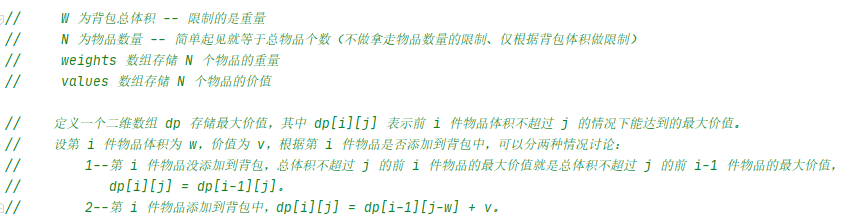 //     W 为背包总体积 -- 限制的是重量
//     N 为物品数量 -- 简单起见就等于总物品个数（不做拿走物品数量的限制、仅根据背包体积做限制）
//     weights 数组存储 N 个物品的重量
//     values 数组存储 N 个物品的价值
//    定义一个二维数组 dp 存储最大价值，其中 dp[i][j] 表示前 i 件物品体积不超过 j 的情况下能达到的最大价值。
//    设第 i 件物品体积为 w，价值为 v，根据第 i 件物品是否添加到背包中，可以分两种情况讨论：
//        1--第 i 件物品没添加到背包，总体积不超过 j 的前 i 件物品的最大价值就是总体积不超过 j 的前 i-1 件物品的最大价值，
//           dp[i][j] = dp[i-1][j]。
//        2--第 i 件物品添加到背包中，dp[i][j] = dp[i-1][j-w] + v。